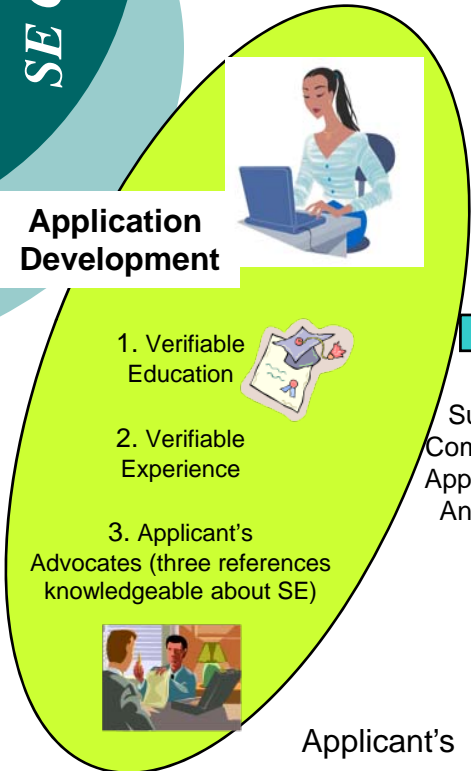 SE
Application
Development
1. Verifiable
Education
2. Verifiable
Experience
3. Applicant's
Advocates (three references
knowledgeable about SE)
Applicant's